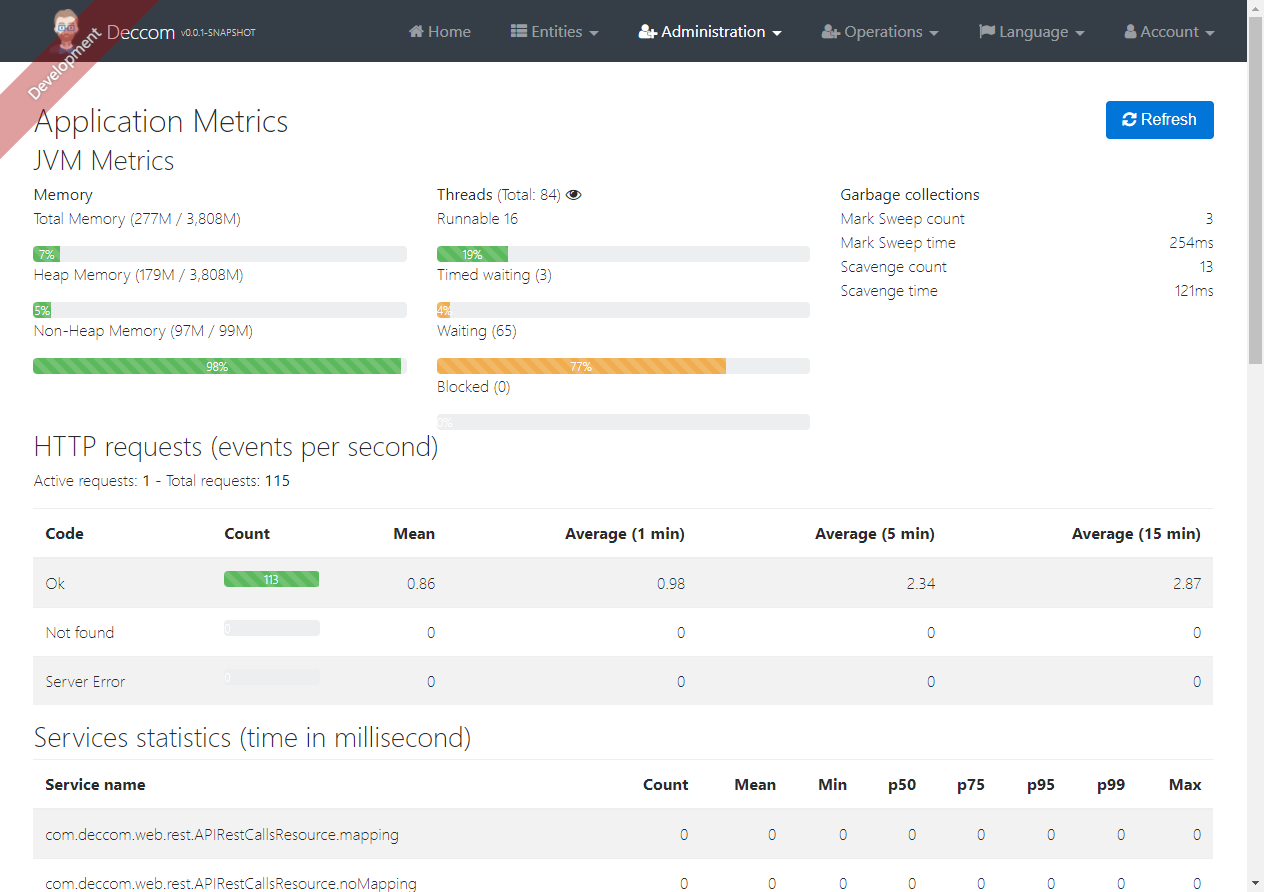 Development
Deccom v0.0.1-SNAPSHOT Home Entities Administration Operations Language Account
Application Metrics Refresh
JVM Metrics
Memory
Total Memory (277M / 3,808M)
7%
Heap Memory (179M / 3,808M)
5%
Non-Heap Memory (97M / 99M)
98%
Threads (Total: 84)
Runnable 16
19%
Timed waiting (3)
4%
Waiting (65)
77%
Blocked (0)
0%
Garbage collections
Mark Sweep count 3
Mark Sweep time 254ms
Scavenge count 13
Scavenge time 121ms
HTTP requests (events per second)
Active requests: 1 - Total requests: 115
Code Count Mean Average (1 min) Average (5 min) Average (15 min)
Ok 113 0.86 0.98 2.34 2.87
Not found 0 0 0 0 0
Server Error 0 0 0 0 0
Services statistics (time in millisecond)
Service name Count Mean Min p50 p75 p95 p99 Max
com.deccom.web.rest.APIRestCallsResource.mapping 0 0 0 0 0 0 0 0
com.deccom.web.rest.APIRestCallsResource.noMapping 0 0 0 0 0 0 0 0